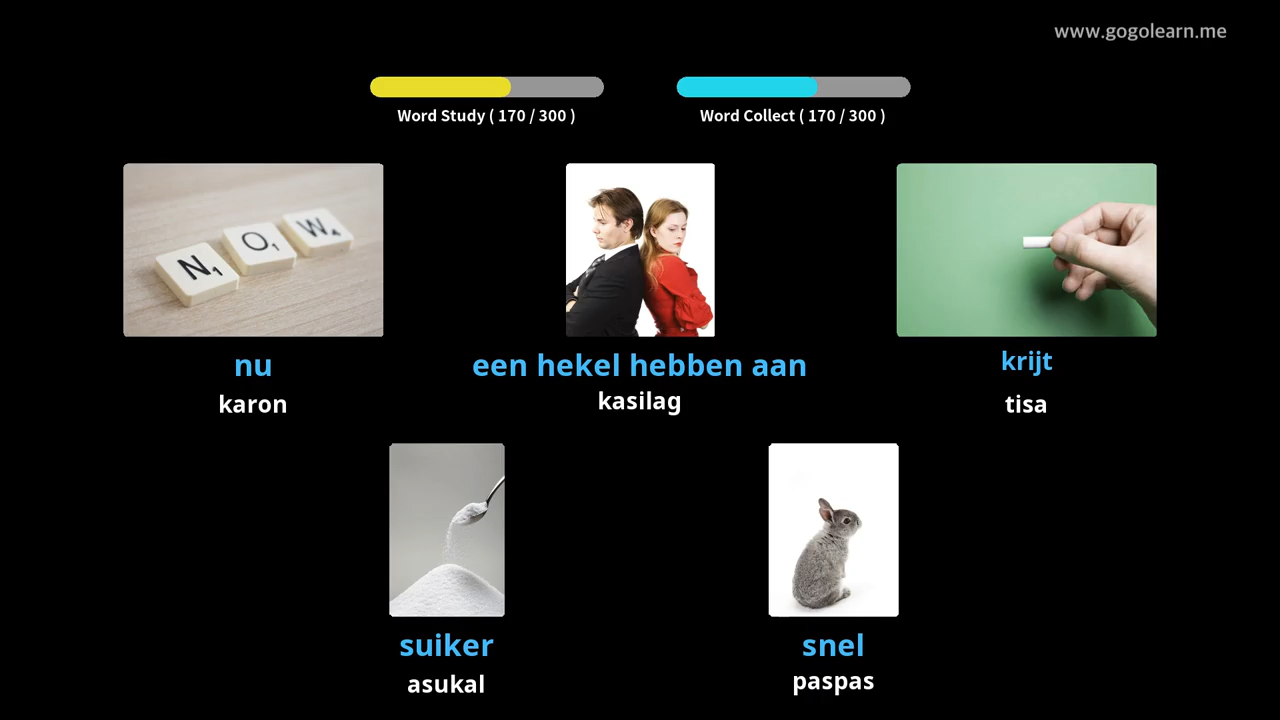 www.gogolearn.me
Word Study ( 170 / 300 )
Word Collect ( 170 / 300 )
NOW
nu
karon
een hekel hebben aan
kasilag
krijt
tisa
suiker
asukal
snel
paspas